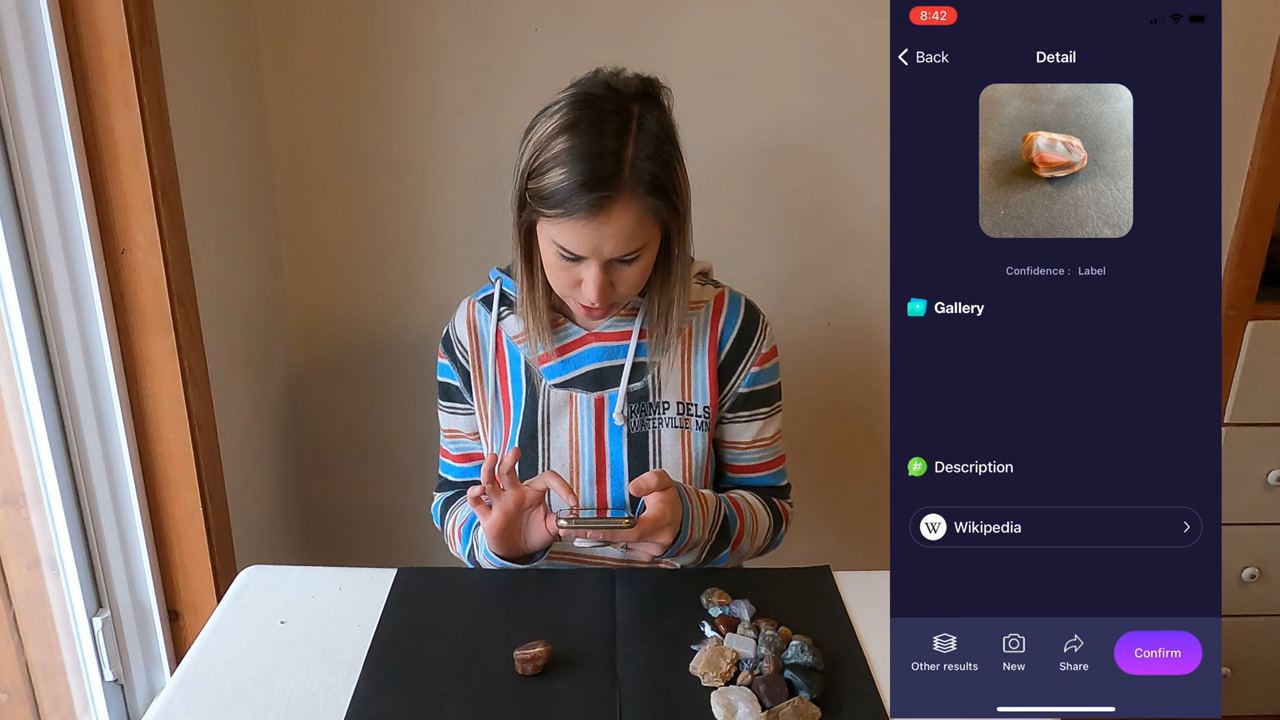 KAMP DELS
WATERVILLE, MN
8:42
Back
Detail
Confidence : Label
Gallery
#
Description
W
Wikipedia
Other results
New
Share
Confirm